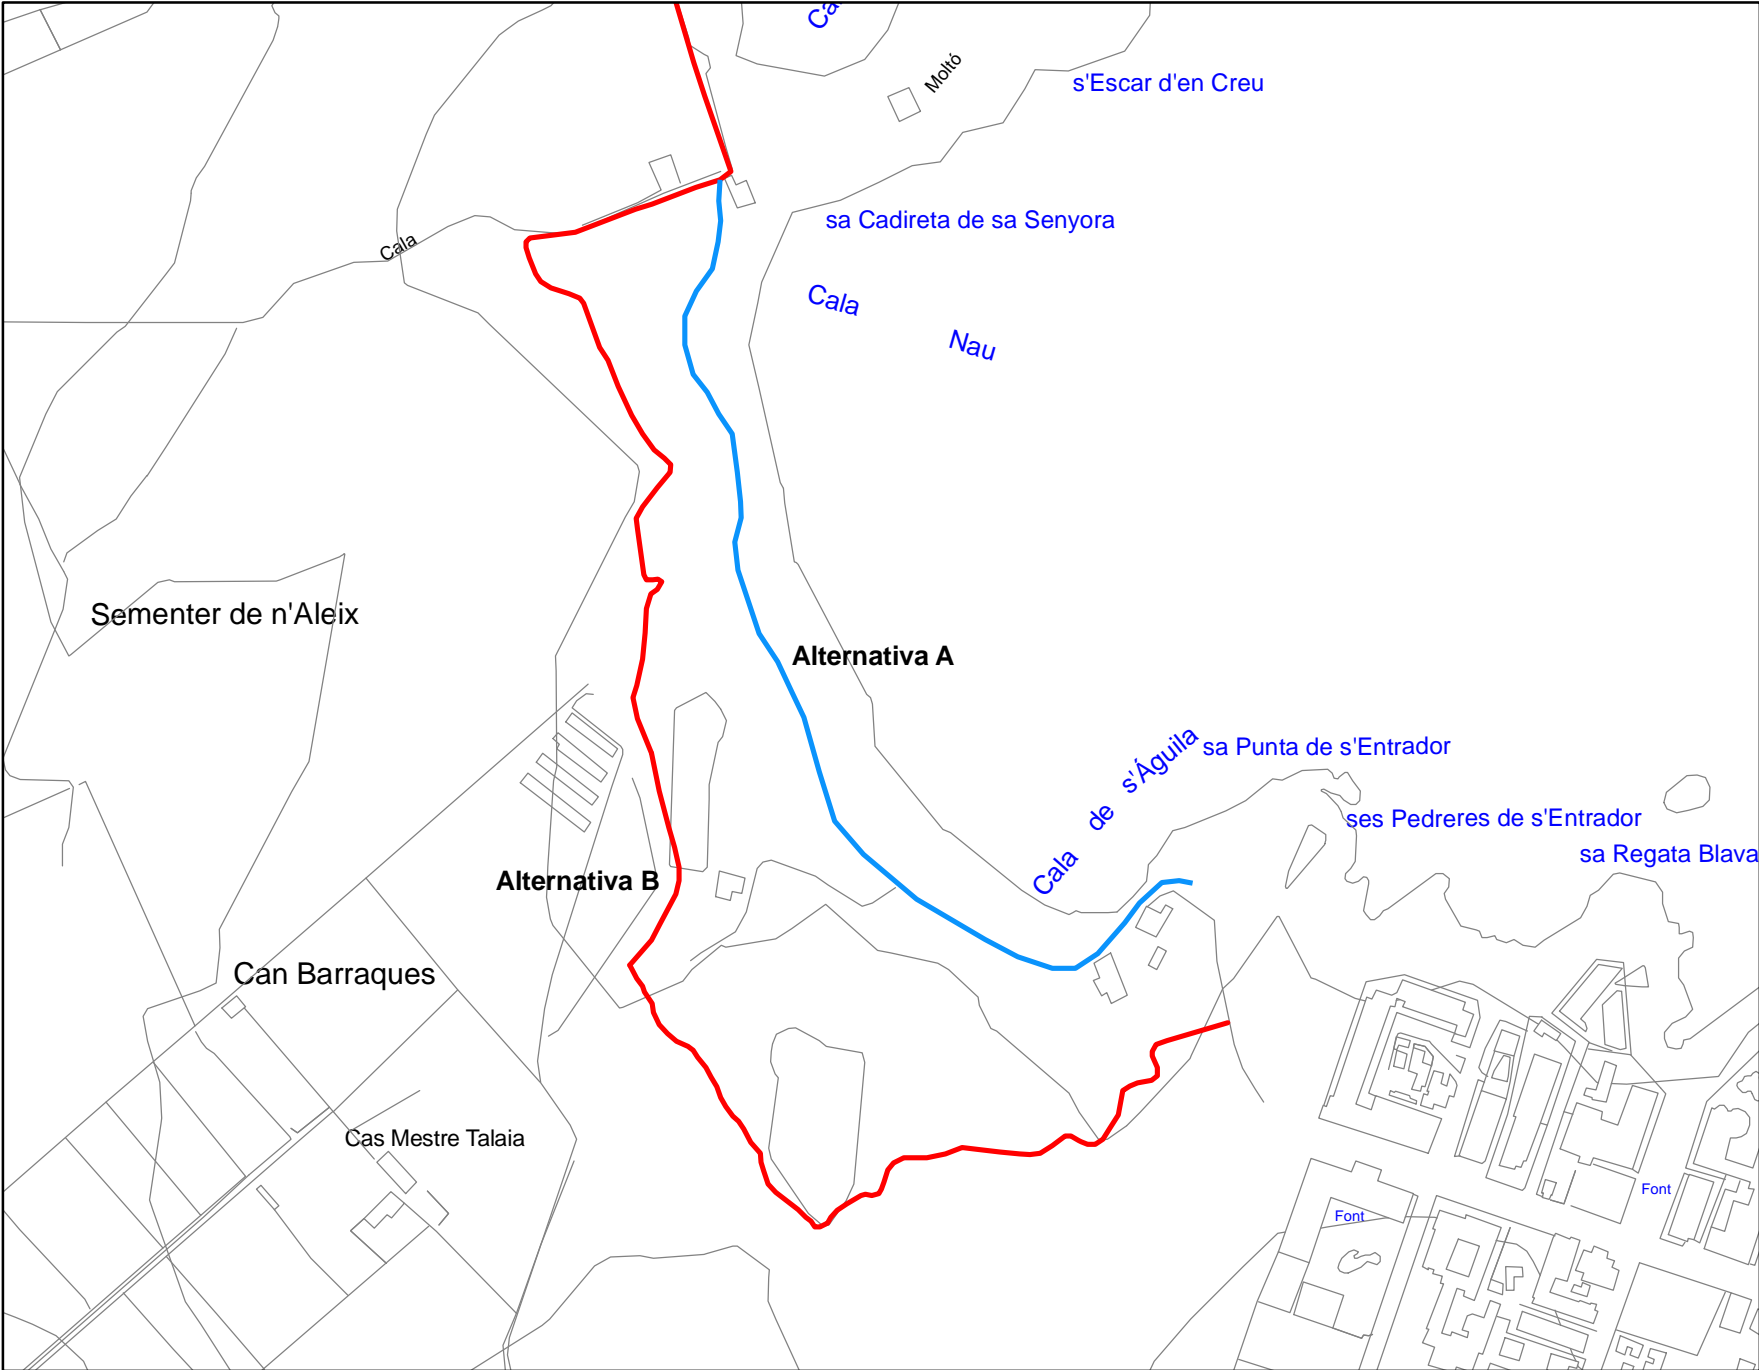 Moltó
s'Escar d'en Creu
sa Cadireta de sa Senyora
Cala
Cala
Nau
Sementer de n'Aleix
Alternativa A
Cala de s'Águila
sa Punta de s'Entrador
ses Pedreres de s'Entrador
sa Regata Blava
Alternativa B
Can Barraques
Cas Mestre Talaia
Font
Font